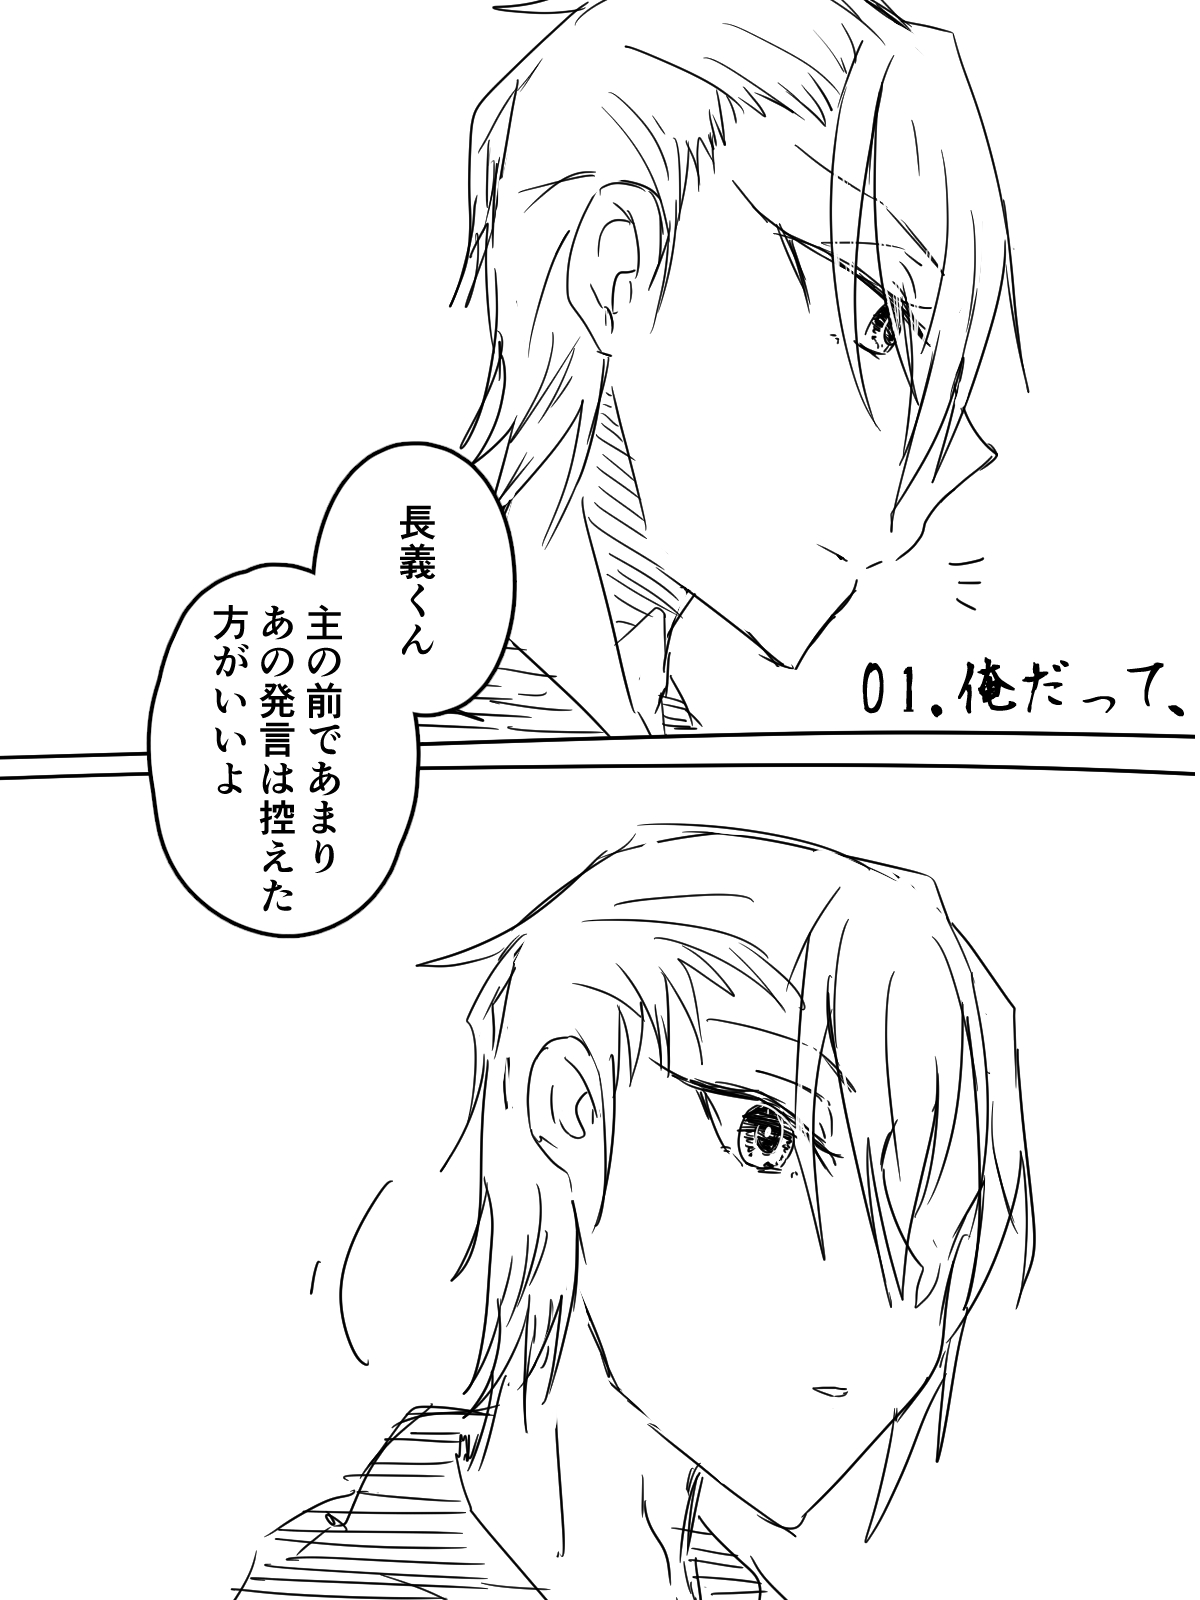 01.俺だって、
長義くん
主の前であまり
あの発言は控えた
方がいいよ